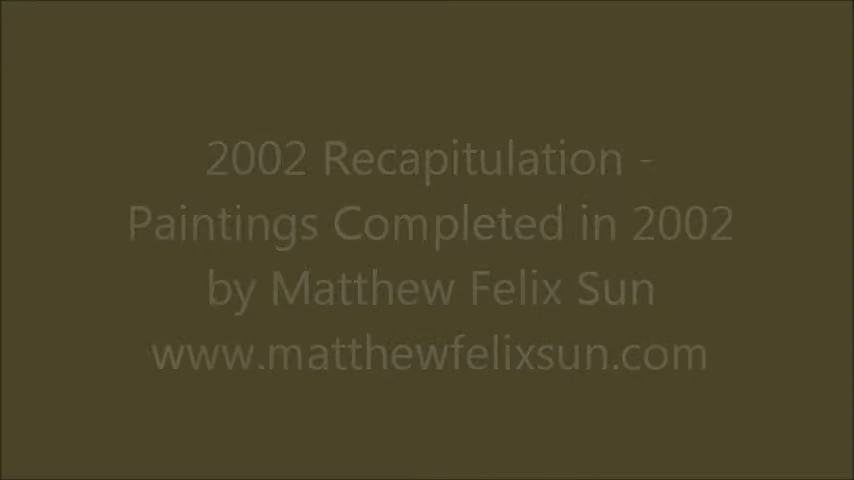 2002 Recapitulation -
Paintings Completed in 2002
by Matthew Felix Sun
www.matthewfelixsun.com